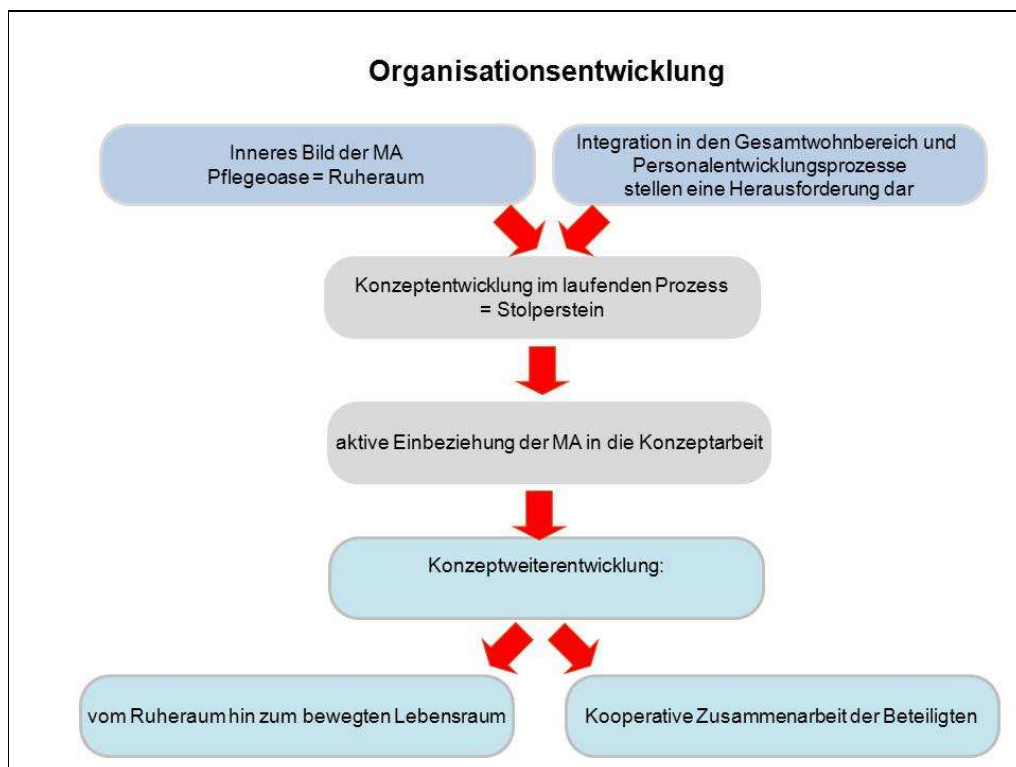 Organisationsentwicklung
Inneres Bild der MA
Pflegeoase = Ruheraum
Integration in den Gesamtwohnbereich und
Personalentwicklungsprozesse
stellen eine Herausforderung dar
Konzeptentwicklung im laufenden Prozess
= Stolperstein
aktive Einbeziehung der MA in die Konzeptarbeit
Konzeptweiterentwicklung:
vom Ruheraum hin zum bewegten Lebensraum
Kooperative Zusammenarbeit der Beteiligten